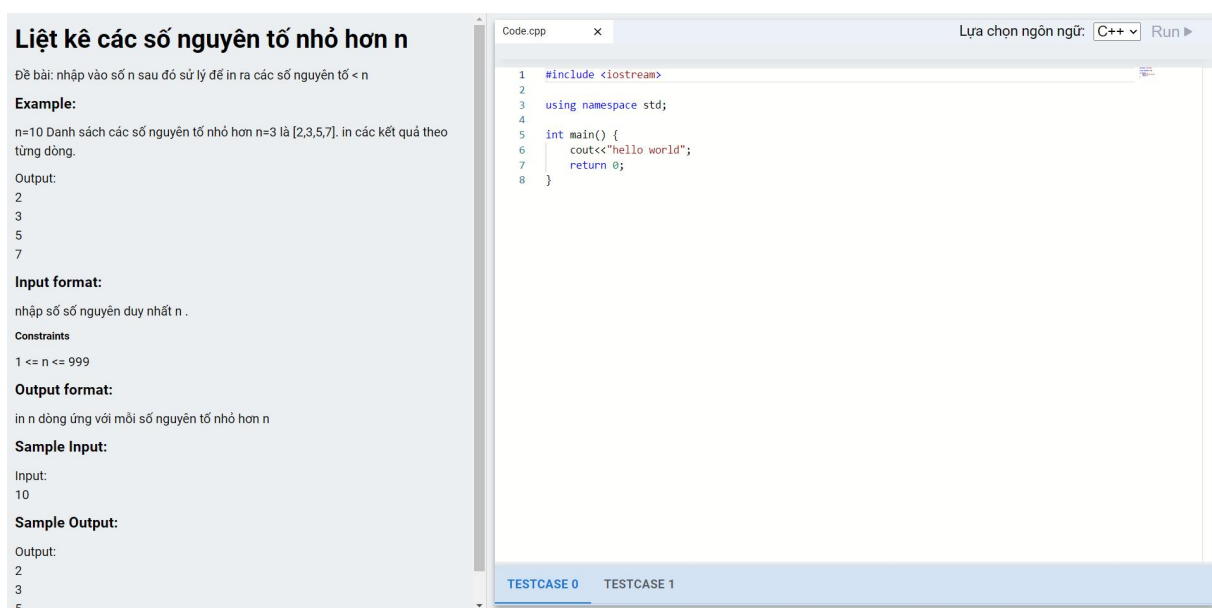 Liệt kê các số nguyên tố nhỏ hơn n
Đề bài: nhập vào số n sau đó sử lý để in ra các số nguyên tố < n
Example:
n=10 Danh sách các số nguyên tố nhỏ hơn n=3 là [2,3,5,7]. in các kết quả theo
từng dòng.
Output:
2
3
5
7
Input format:
nhập số số nguyên duy nhất n .
Constraints
1 <= n <= 999
Output format:
in n dòng ứng với mỗi số nguyên tố nhỏ hơn n
Sample Input:
Input:
10
Sample Output:
Output:
2
3
Code.cpp ×
Lựa chọn ngôn ngữ: C++ Run
1 #include <iostream>
2
3 using namespace std;
4
5 int main() {
6 cout<<"hello world";
7 return 0;
8 }
TESTCASE 0 TESTCASE 1